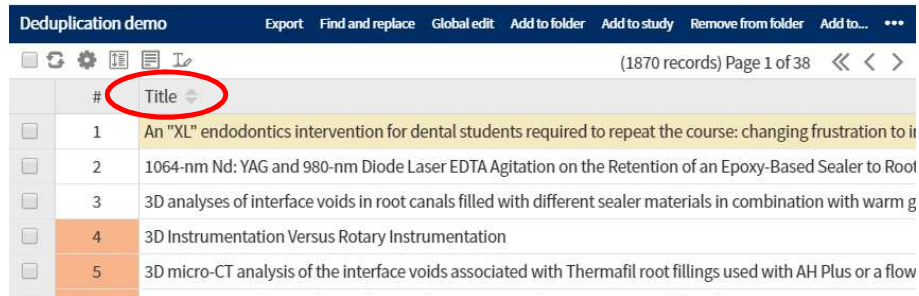 Deduplication demo Export Find and replace Global edit Add to folder Add to study Remove from folder Add to... •••
(1870 records) Page 1 of 38
# Title
1 An "XL" endodontics intervention for dental students required to repeat the course: changing frustration to
2 1064-nm Nd: YAG and 980-nm Diode Laser EDTA Agitation on the Retention of an Epoxy-Based Sealer to Root
3 3D analyses of interface voids in root canals filled with different sealer materials in combination with warm
4 3D Instrumentation Versus Rotary Instrumentation
5 3D micro-CT analysis of the interface voids associated with Thermafil root fillings used with AH Plus or a flow